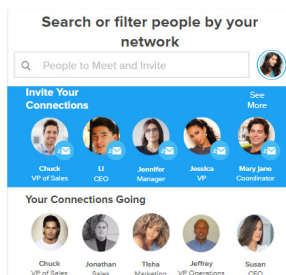 Search or filter people by your
network
People to Meet and Invite
Invite Your
Connections
See
More
Chuck
VP of Sales
LI
CEO
Jennifer
Manager
Jessica
VP
Mary Jane
Coordinator
Your Connections Going
Chuck
VP of Sales
Jonathan
Sales
Tisha
Marketing
Jeffrey
VP Operations
Susan
CEO